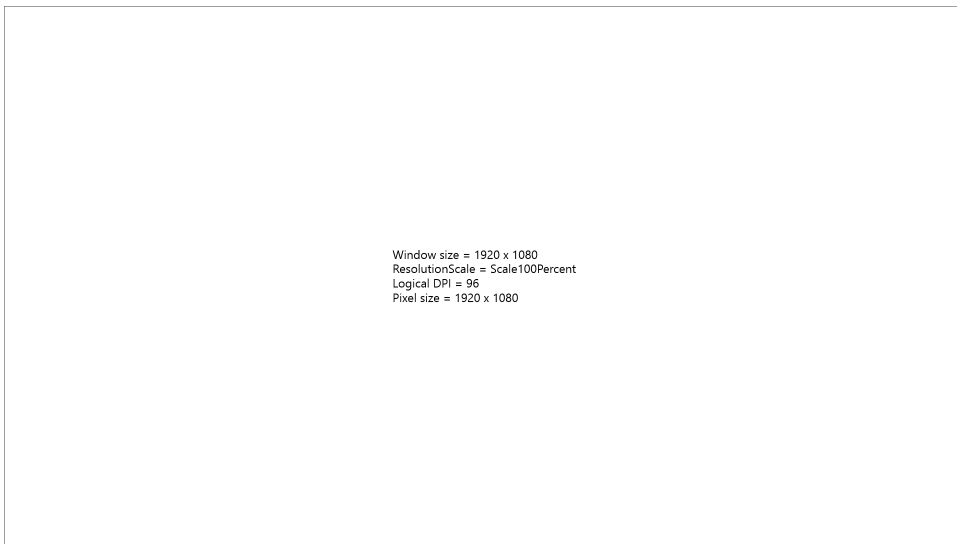 Window size = 1920 x 1080
ResolutionScale = Scale100Percent
Logical DPI = 96
Pixel size = 1920 x 1080